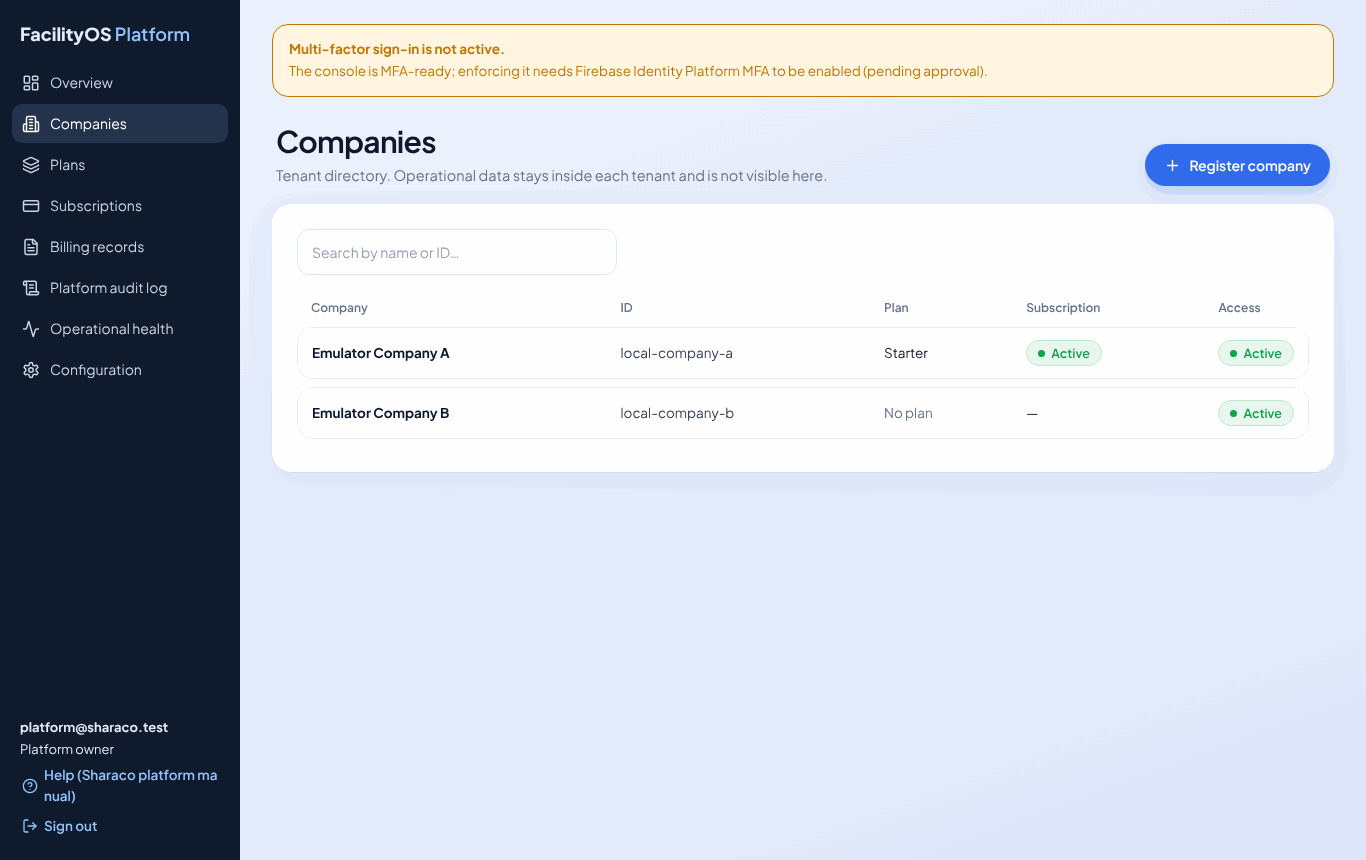 FacilityOS Platform
Overview
Companies
Plans
Subscriptions
Billing records
Platform audit log
Operational health
Configuration
platform@sharaco.test
Platform owner
Help (Sharaco platform ma
nual)
Sign out
Multi-factor sign-in is not active.
The console is MFA-ready; enforcing it needs Firebase Identity Platform MFA to be enabled (pending approval).
Companies
Tenant directory. Operational data stays inside each tenant and is not visible here.
Register company
Search by name or ID…
Company ID Plan Subscription Access
Emulator Company A local-company-a Starter Active Active
Emulator Company B local-company-b No plan — Active